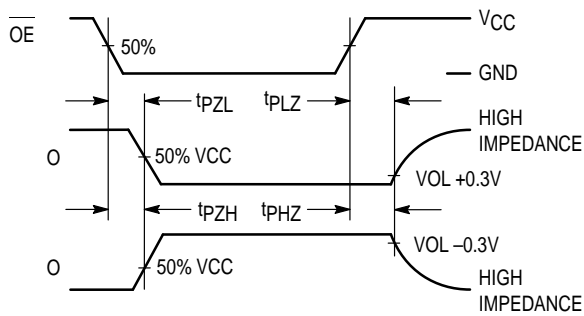 OE
50%
VCC
GND
tPZL
tPLZ
HIGH
IMPEDANCE
O
50% VCC
VOL +0.3V
tPZH
tPHZ
VOL –0.3V
O
50% VCC
HIGH
IMPEDANCE